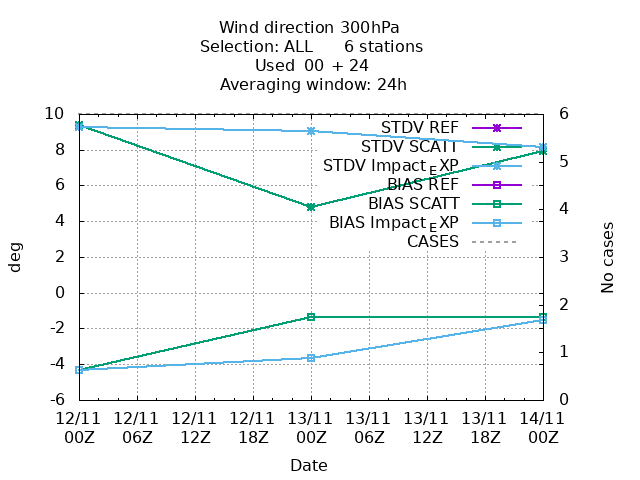 Wind direction 300hPa
Selection: ALL 6 stations
Used 00 + 24
Averaging window: 24h
10 6
STDV REF
8 STDV SCATT 5
STDV Impact_EXP
6 BIAS REF
BIAS SCATT 4
4 BIAS Impact_EXP
CASES
2 3
0
-2 2
-4 1
-6 0
deg
No cases
12/11 12/11 12/11 12/11 13/11 13/11 13/11 13/11 14/11
00Z 06Z 12Z 18Z 00Z 06Z 12Z 18Z 00Z
Date